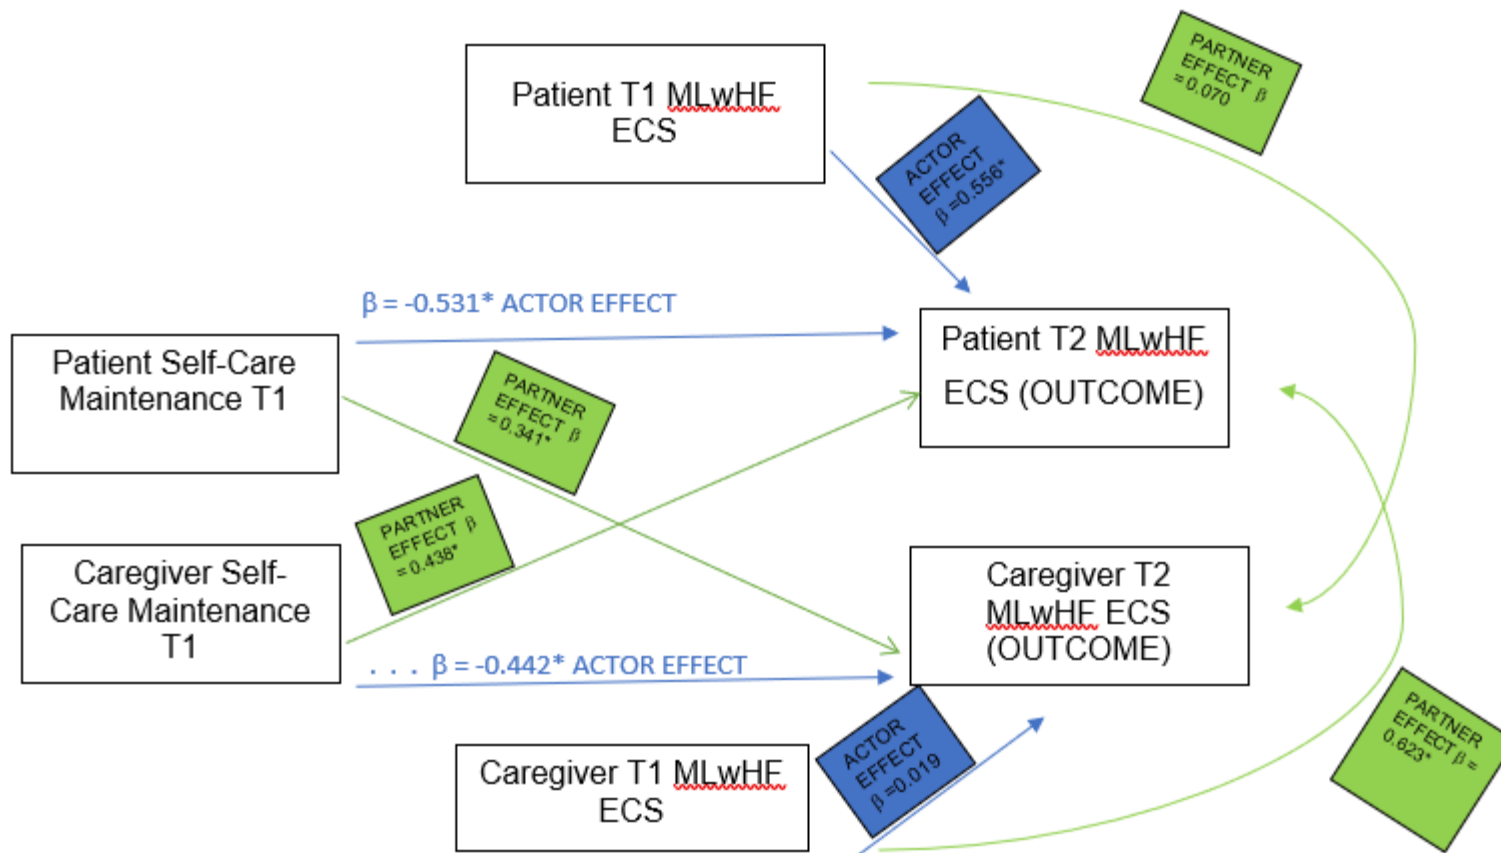 Patient T1 MLwHF
ECS
PARTNER
EFFECT β
= 0.070
ACTOR
EFFECT
β =0.556*
β = -0.531* ACTOR EFFECT
Patient Self-Care
Maintenance T1
Patient T2 MLwHF
ECS (OUTCOME)
PARTNER
EFFECT β
= 0.341*
PARTNER
EFFECT β
= 0.438*
Caregiver Self-
Care Maintenance
T1
Caregiver T2
MLwHF ECS
(OUTCOME)
. . . β = -0.442* ACTOR EFFECT
ACTOR
EFFECT
β =0.019
PARTNER
EFFECT β =
0.623*
Caregiver T1 MLwHF
ECS